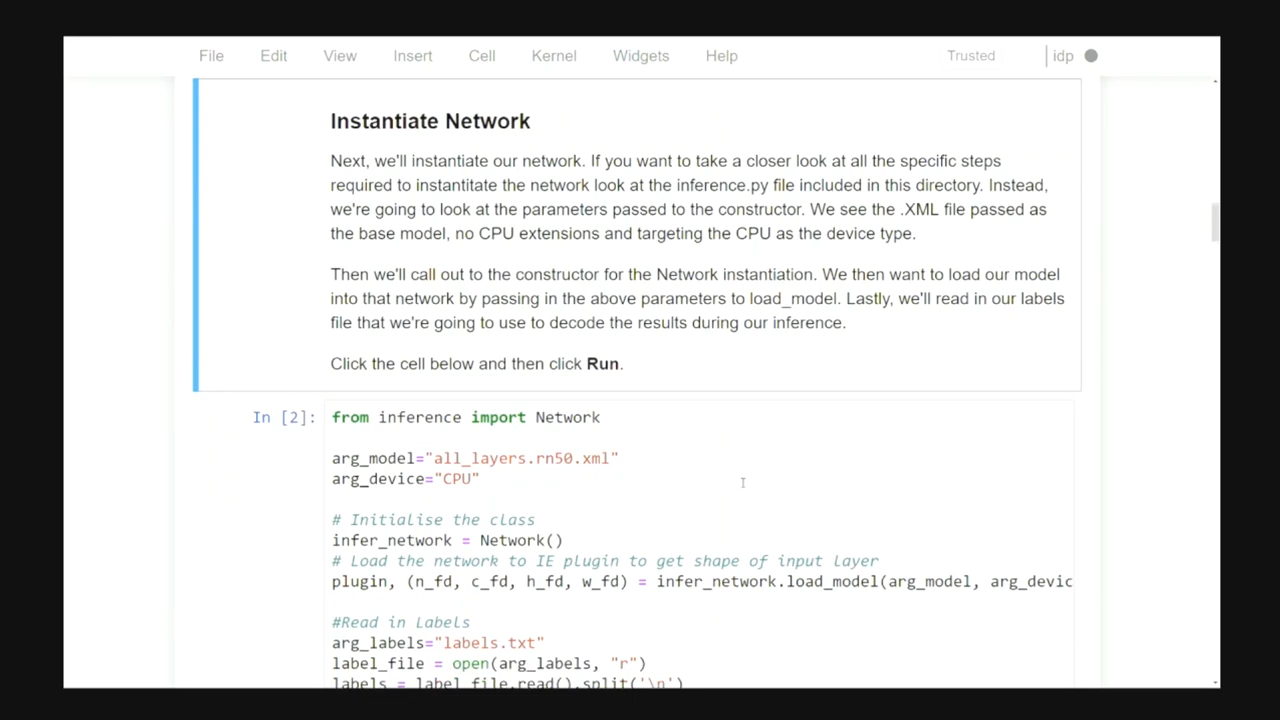 File Edit View Insert Cell Kernel Widgets Help Trusted idp
Instantiate Network
Next, we'll instantiate our network. If you want to take a closer look at all the specific steps
required to instantitate the network look at the inference.py file included in this directory. Instead,
we're going to look at the parameters passed to the constructor. We see the .XML file passed as
the base model, no CPU extensions and targeting the CPU as the device type.
Then we'll call out to the constructor for the Network instantiation. We then want to load our model
into that network by passing in the above parameters to load_model. Lastly, we'll read in our labels
file that we're going to use to decode the results during our inference.
Click the cell below and then click Run.
In [2]: from inference import Network
arg_model="all_layers.rn50.xml"
arg_device="CPU"
# Initialise the class
infer_network = Network()
# Load the network to IE plugin to get shape of input layer
plugin, (n_fd, c_fd, h_fd, w_fd) = infer_network.load_model(arg_model, arg_devic
#Read in Labels
arg_labels="labels.txt"
label_file = open(arg_labels, "r")
labels = label_file.read().split('\n')